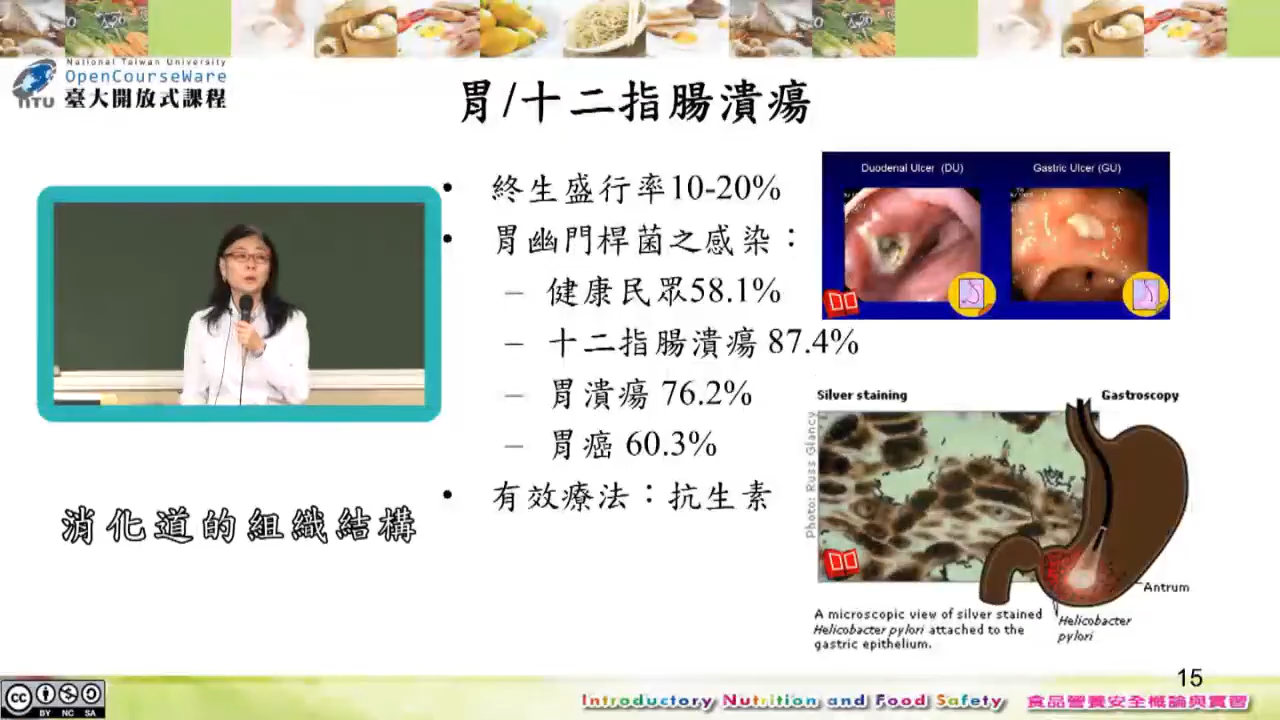 National Taiwan University
OpenCourseWare
NTU 臺大開放式課程
胃/十二指腸潰瘍
• 終生盛行率10-20%
• 胃幽門桿菌之感染：
– 健康民眾58.1%
– 十二指腸潰瘍 87.4%
– 胃潰瘍 76.2%
– 胃癌 60.3%
• 有效療法：抗生素
消化道的組織結構
Duodenal Ulcer (DU)
Gastric Ulcer (GU)
Silver staining
Gastroscopy
Photo: Russ Glancy
Antrum
Helicobacter
pylori
A microscopic view of silver stained
Helicobacter pylori attached to the
gastric epithelium.
15
cc BY NC SA
Introductory Nutrition and Food Safety 食品營養安全概論與實習